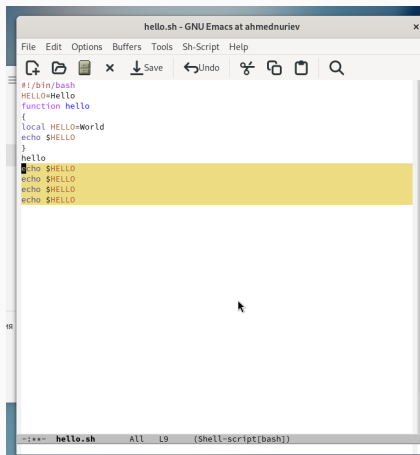 hello.sh - GNU Emacs at ahmednuriev
File Edit Options Buffers Tools Sh-Script Help
Save Undo
#!/bin/bash
HELLO=Hello
function hello
{
local HELLO=World
echo $HELLO
}
hello
echo $HELLO
echo $HELLO
echo $HELLO
echo $HELLO
ия
-:**- hello.sh All L9 (Shell-script[bash])